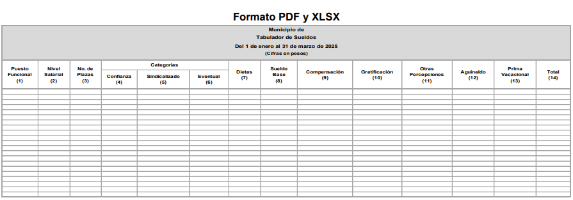 Formato PDF y XLSX
Municipio de
Tabulador de Sueldos
Del 1 de enero al 31 de marzo de 2025
(Cifras en pesos)
Puesto Funcional (1)
Nivel Salarial (2)
No. de Plazas (3)
Categorías
Confianza (4)
Sindicalizado (5)
Eventual (6)
Dietas (7)
Sueldo Base (8)
Compensación (9)
Gratificación (10)
Otras Percepciones (11)
Aguinaldo (12)
Prima Vacacional (13)
Total (14)